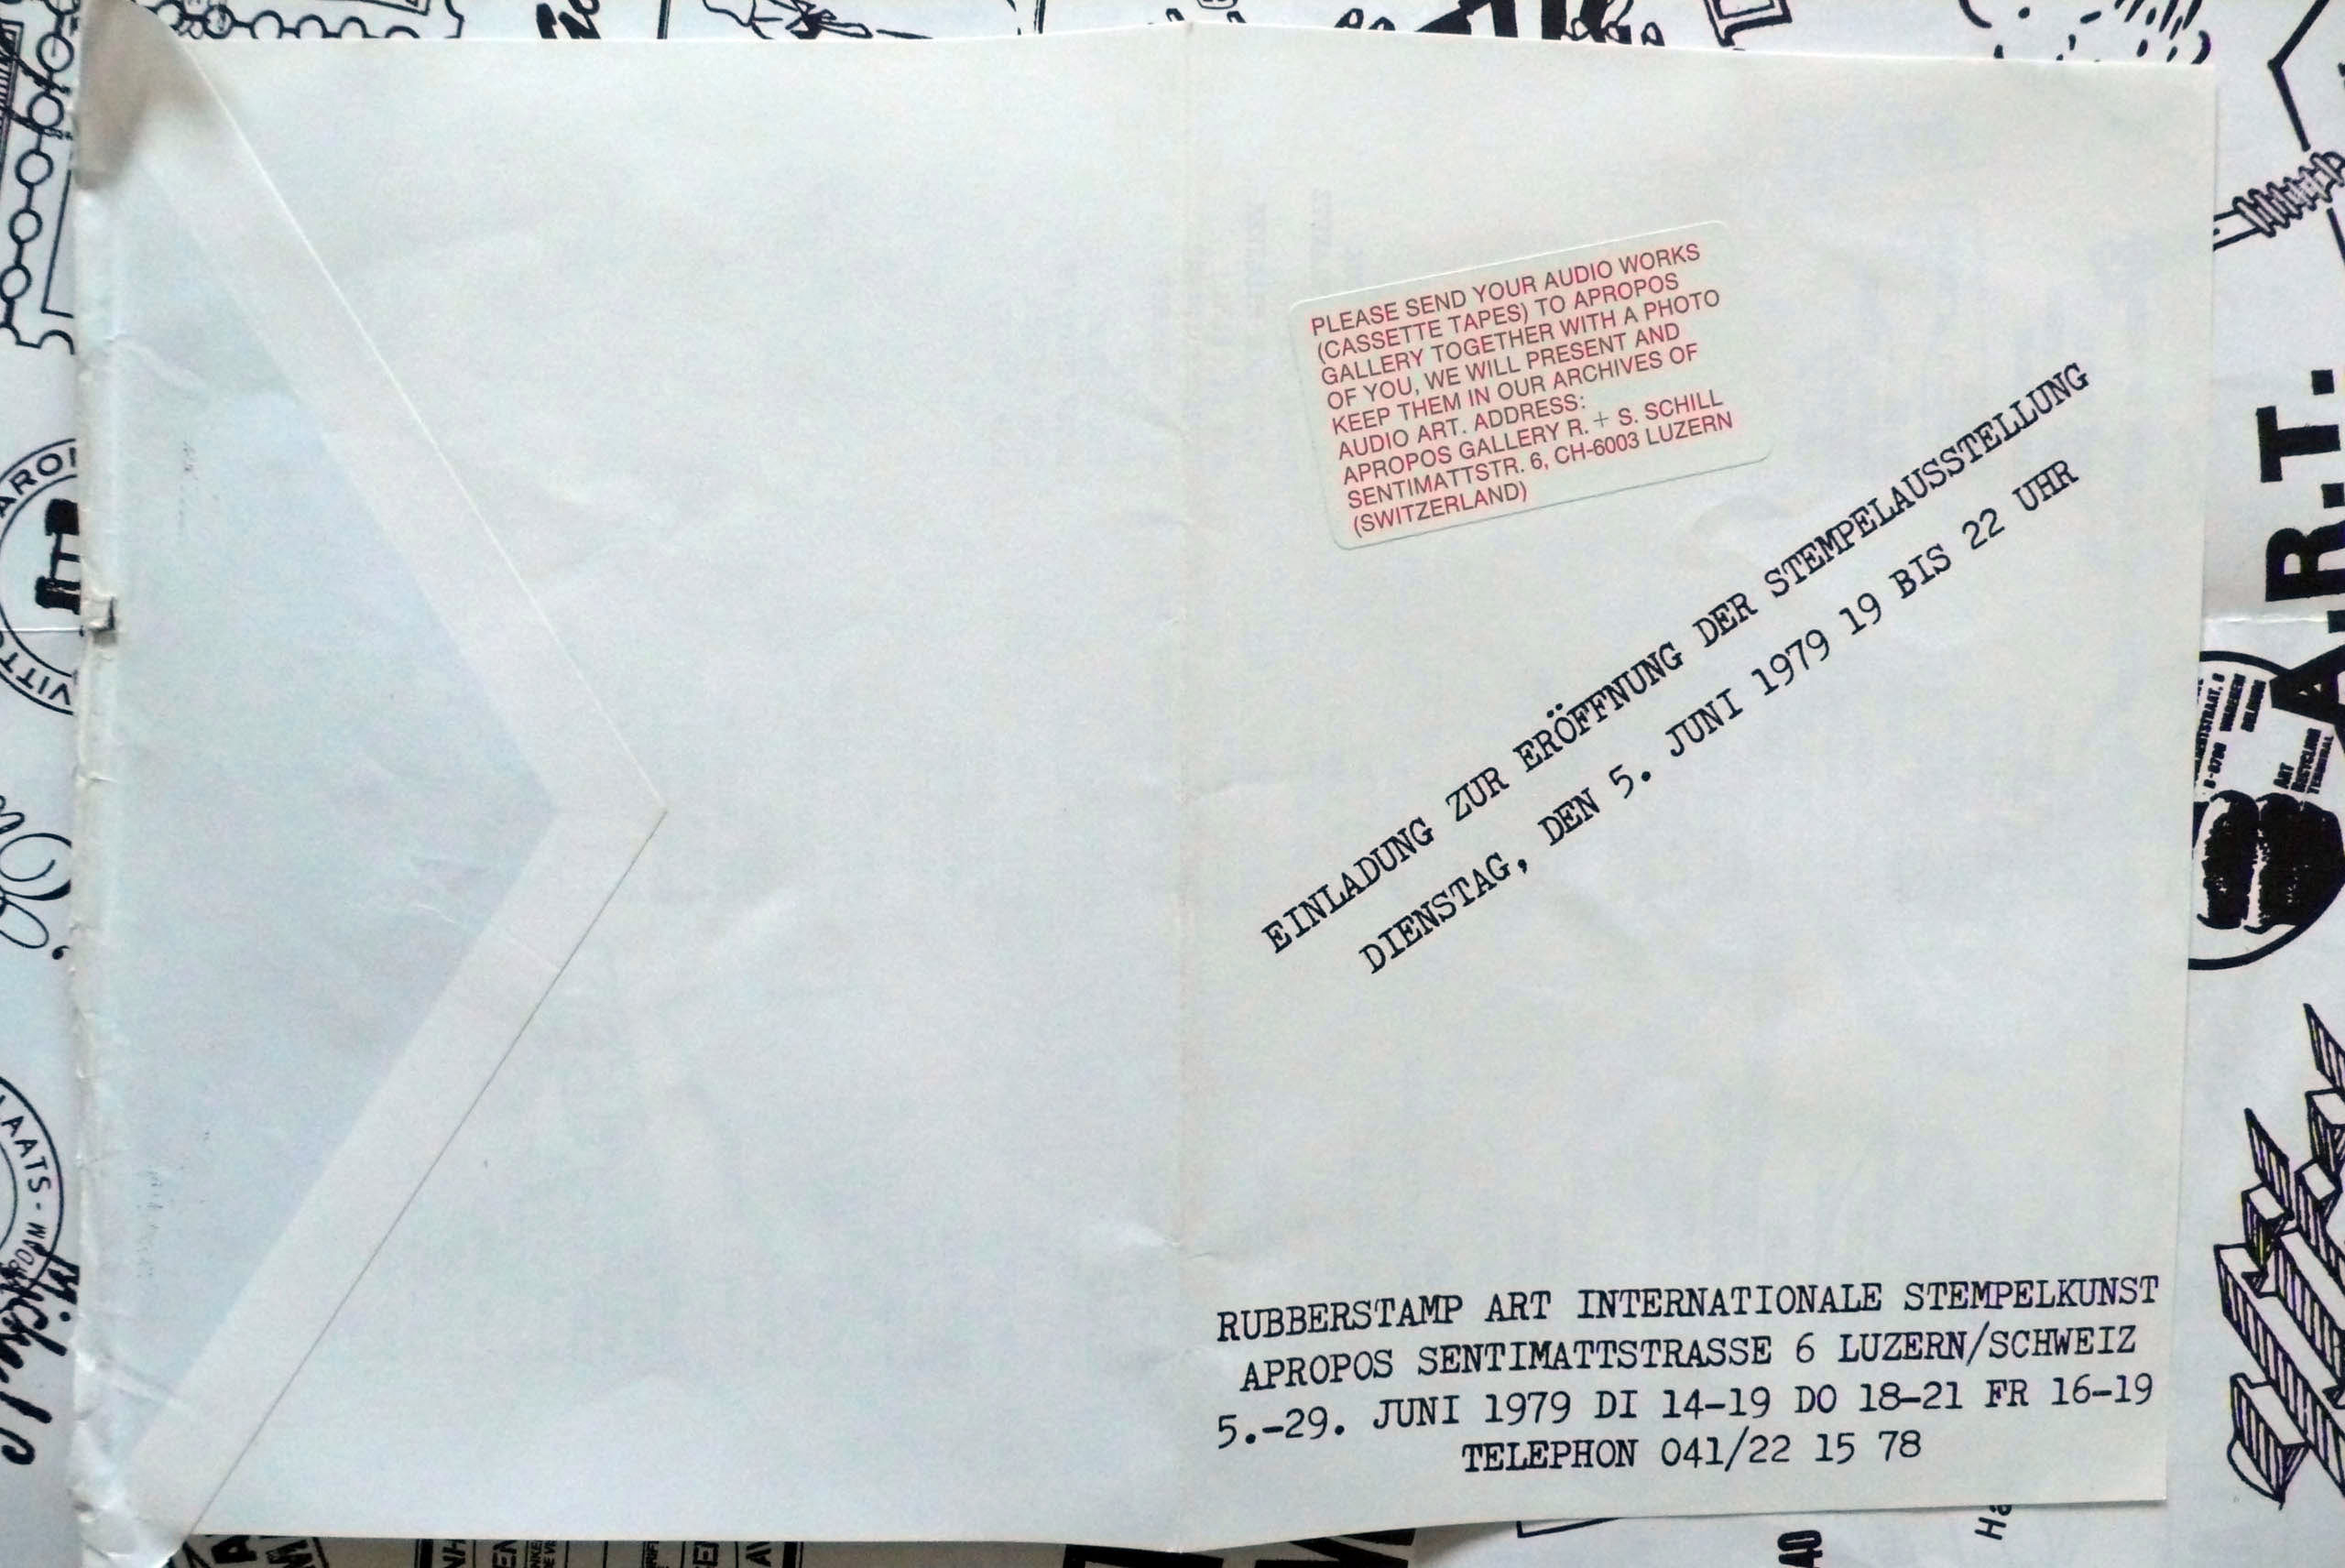 PLEASE SEND YOUR AUDIO WORKS
(CASSETTE TAPES) TO APROPOS
GALLERY TOGETHER WITH A PHOTO
OF YOU, WE WILL PRESENT AND
KEEP THEM IN OUR ARCHIVES OF
AUDIO ART. ADDRESS:
APROPOS GALLERY R. + S. SCHILL
SENTIMATTSTR. 6, CH-6003 LUZERN
(SWITZERLAND)
EINLADUNG ZUR ERÖFFNUNG DER STEMPELAUSSTELLUNG
DIENSTAG, DEN 5. JUNI 1979 19 BIS 22 UHR
RUBBERSTAMP ART INTERNATIONALE STEMPELKUNST
APROPOS SENTIMATTSTRASSE 6 LUZERN/SCHWEIZ
5.-29. JUNI 1979 DI 14-19 DO 18-21 FR 16-19
TELEPHON 041/22 15 78
A.R.T.
ART
RECYCLING
TERMINAL